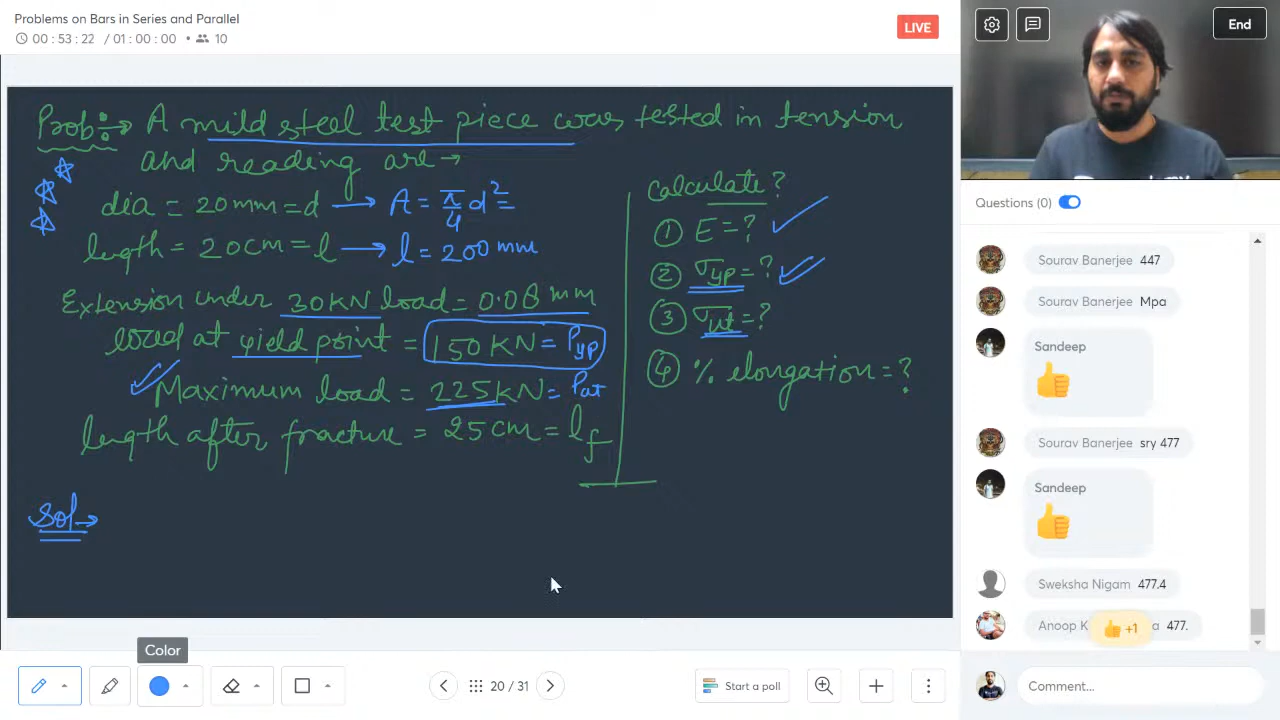 Problems on Bars in Series and Parallel
00 : 53 : 22 / 01 : 00 : 00 • 10
LIVE
End
Prob:→ A mild steel test piece was tested in tension
and reading are →
dia = 20 mm = d → A = π/4 d² =
length = 20 cm = l → l = 200 mm
Extension under 30 KN load = 0.08 mm
load at yield point = 150 KN = Pyp
Maximum load = 225 KN = Put
length after fracture = 25 cm = lf
Calculate?
① E = ?
② σyp = ?
③ σut = ?
④ % elongation = ?
Sol →
Questions (0)
Sourav Banerjee 447
Sourav Banerjee Mpa
Sandeep
Sourav Banerjee sry 477
Sandeep
Sweksha Nigam 477.4
Anoop 477.
+1
Color
20 / 31
Start a poll
Comment...